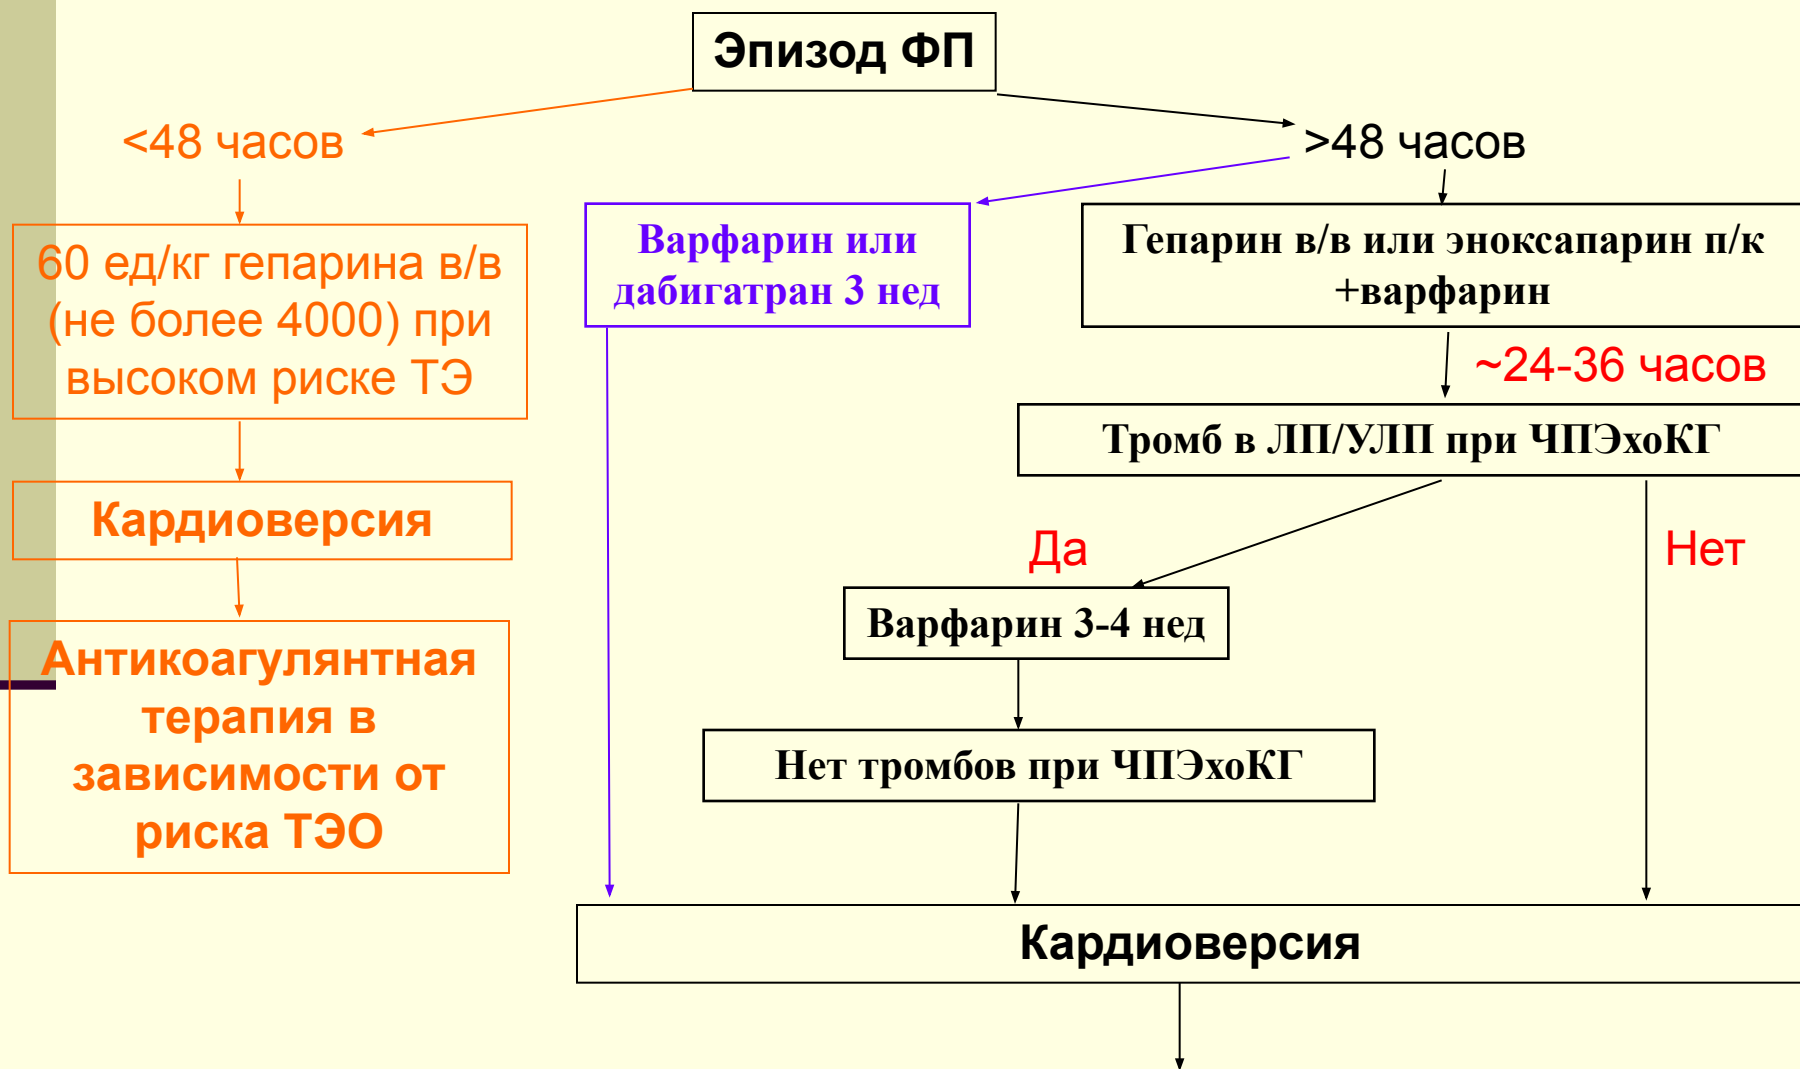 Эпизод ФП
<48 часов
>48 часов
60 ед/кг гепарина в/в
(не более 4000) при
высоком риске ТЭ
Кардиоверсия
Антикоагулянтная
терапия в
зависимости от
риска ТЭО
Варфарин или
дабигатран 3 нед
Гепарин в/в или эноксапарин п/к
+варфарин
~24-36 часов
Тромб в ЛП/УЛП при ЧПЭхоКГ
Да
Нет
Варфарин 3-4 нед
Нет тромбов при ЧПЭхоКГ
Кардиоверсия